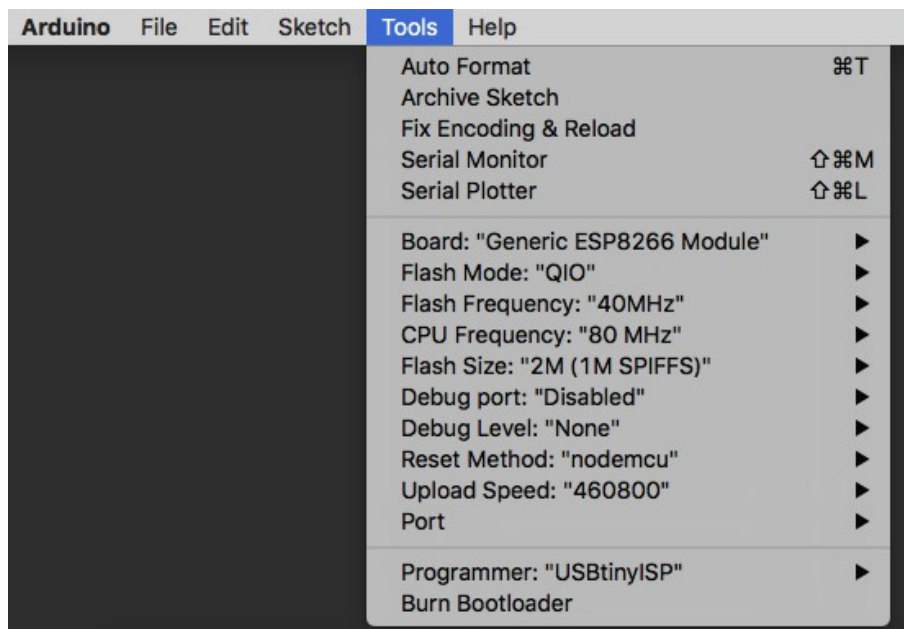 Arduino File Edit Sketch Tools Help
Auto Format ⌘T
Archive Sketch
Fix Encoding & Reload
Serial Monitor ⇧⌘M
Serial Plotter ⇧⌘L
Board: "Generic ESP8266 Module" ▶
Flash Mode: "QIO" ▶
Flash Frequency: "40MHz" ▶
CPU Frequency: "80 MHz" ▶
Flash Size: "2M (1M SPIFFS)" ▶
Debug port: "Disabled" ▶
Debug Level: "None" ▶
Reset Method: "nodemcu" ▶
Upload Speed: "460800" ▶
Port ▶
Programmer: "USBtinyISP" ▶
Burn Bootloader